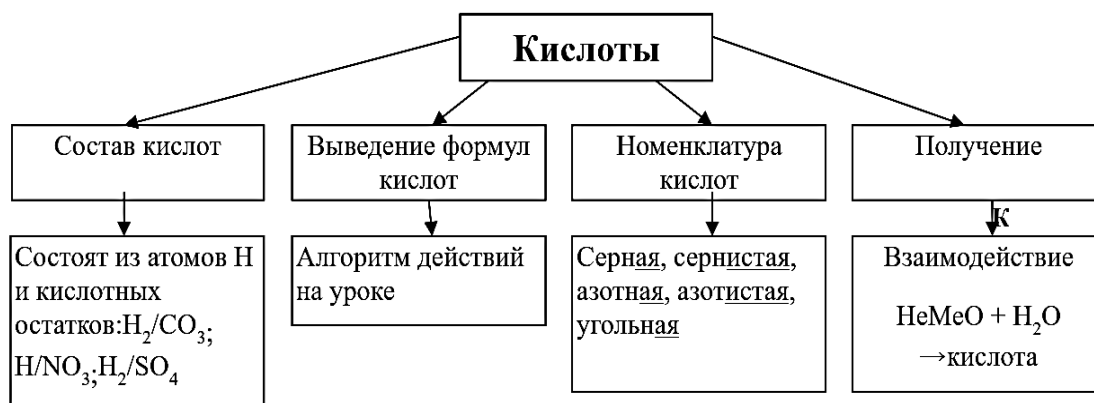 Кислоты
Состав кислот
Выведение формул
кислот
Номенклатура
кислот
Получение
К
Состоят из атомов Н
и кислотных
остатков:H₂/CO₃;
H/NO₃;H₂/SO₄
Алгоритм действий
на уроке
Серная, сернистая,
азотная, азотистая,
угольная
Взаимодействие
НеМеО + H₂O
→кислота